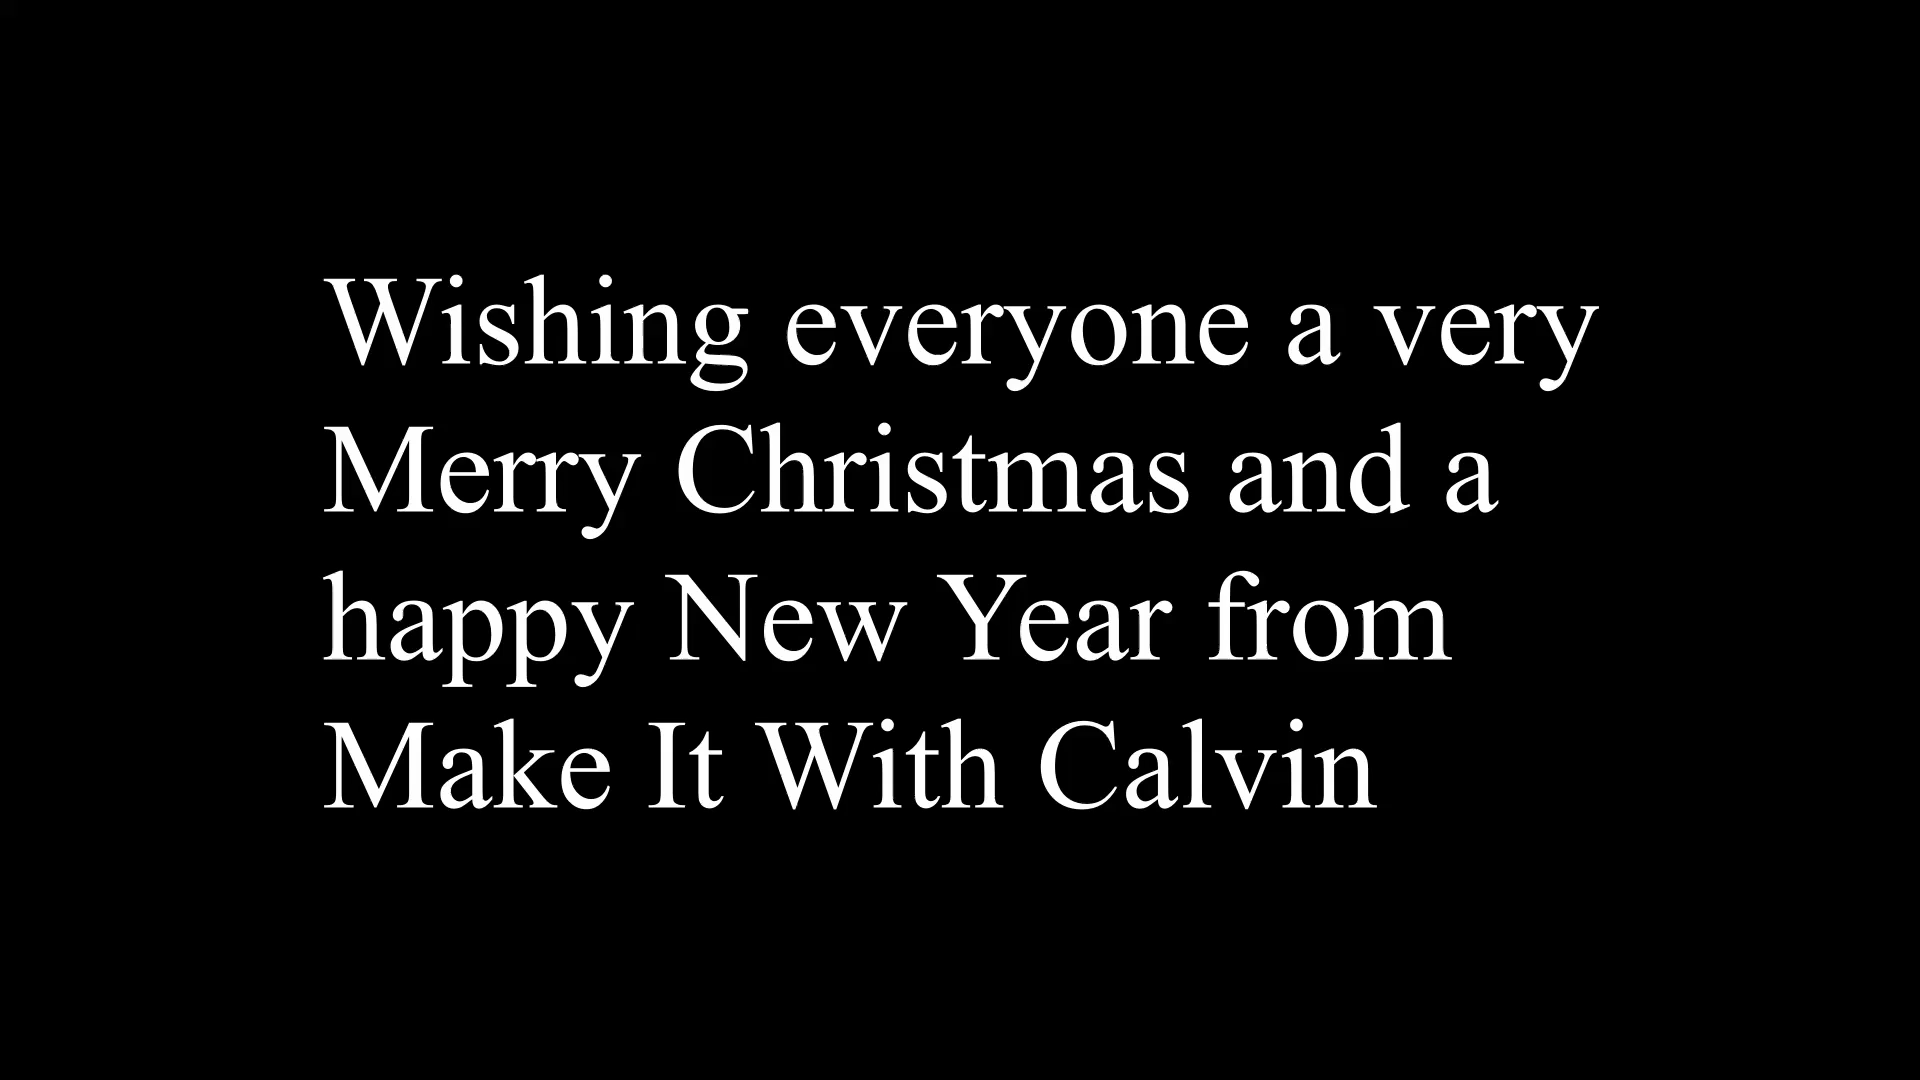 Wishing everyone a very
Merry Christmas and a
happy New Year from
Make It With Calvin